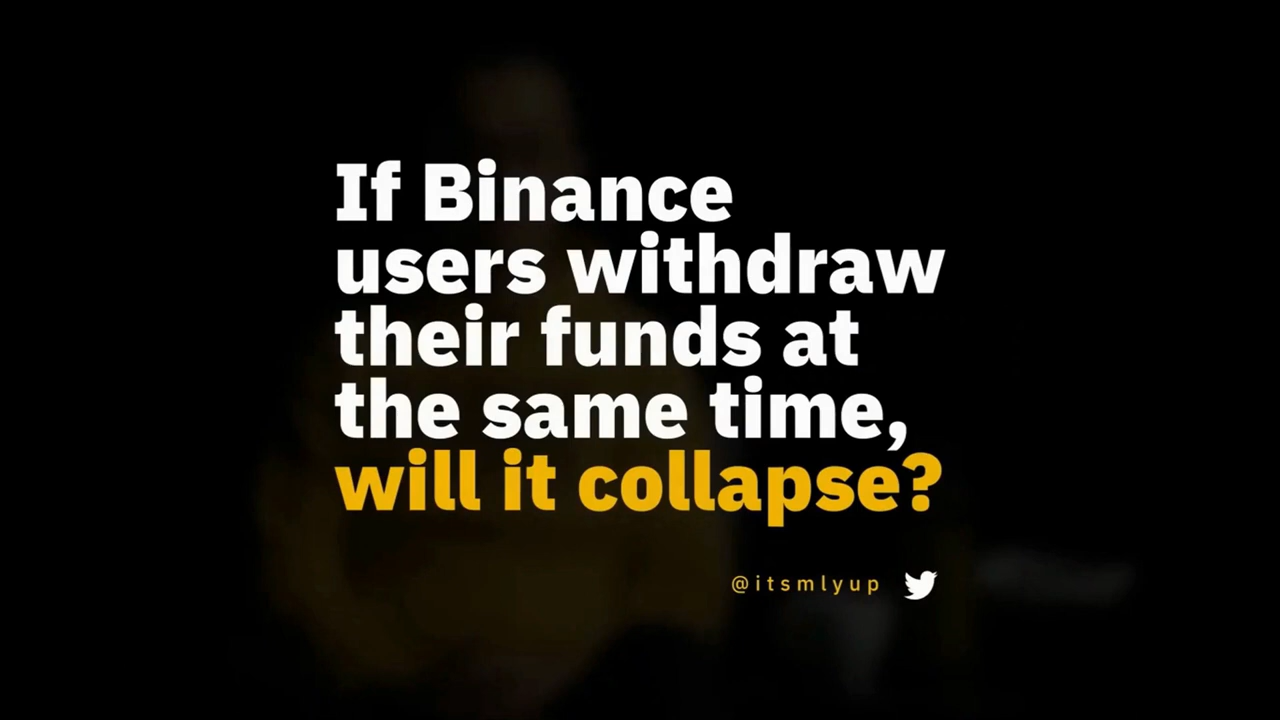 If Binance
users withdraw
their funds at
the same time,
will it collapse?
@itsmlyup